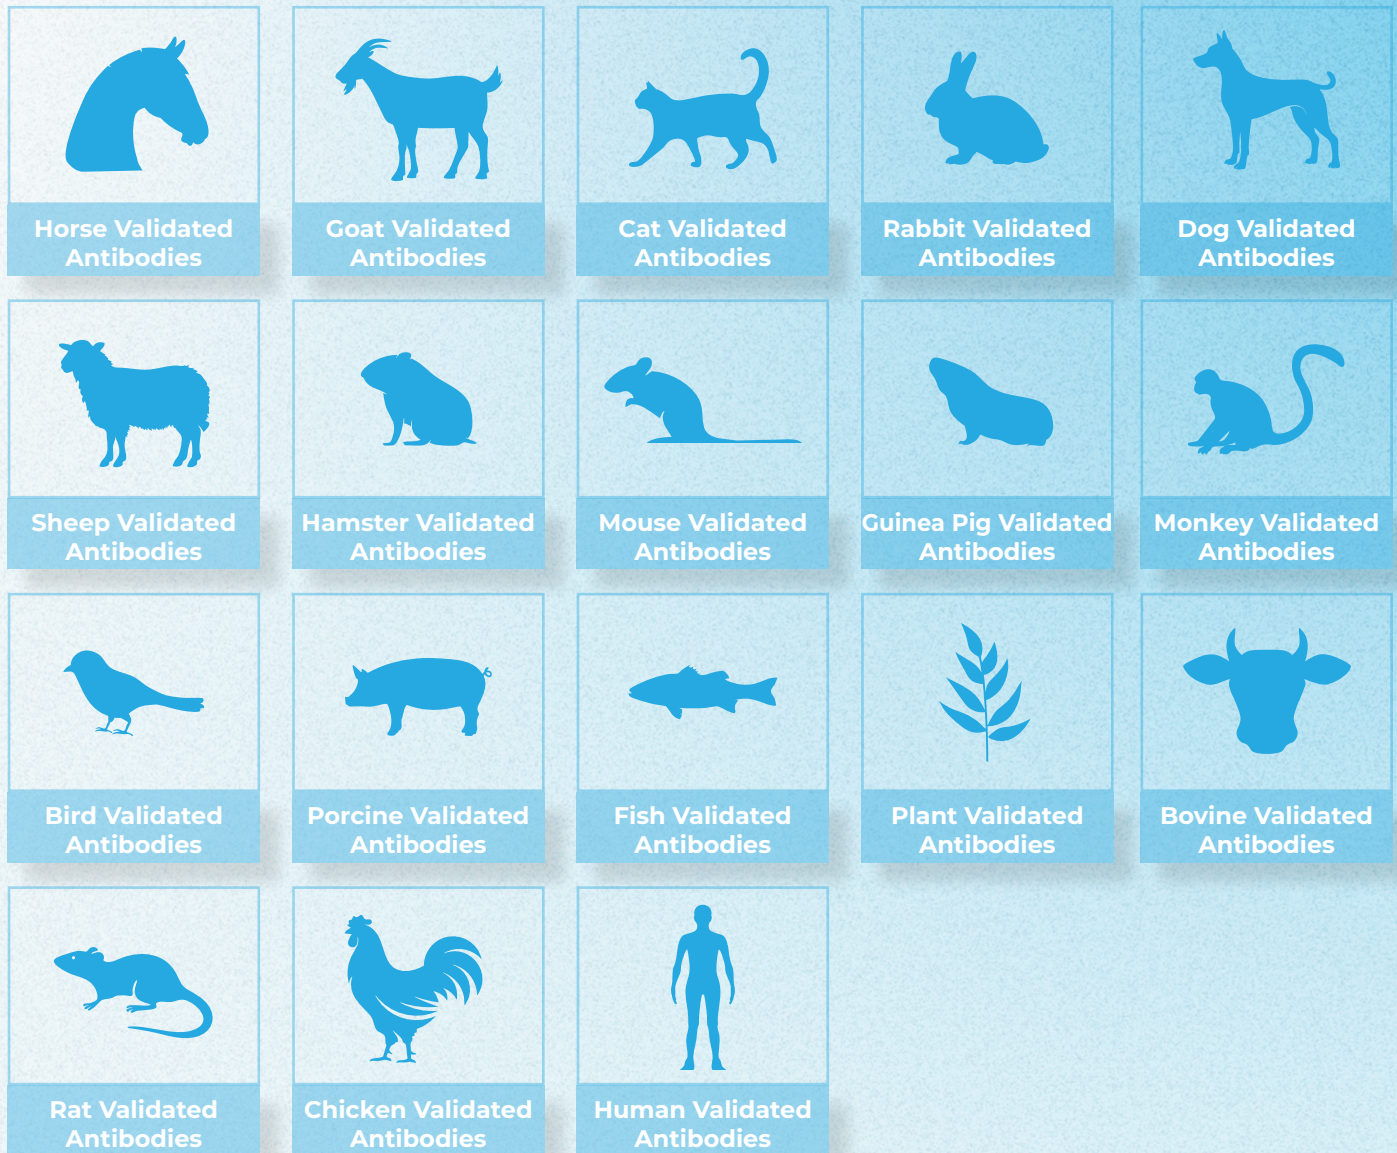 Horse Validated
Antibodies
Goat Validated
Antibodies
Cat Validated
Antibodies
Rabbit Validated
Antibodies
Dog Validated
Antibodies
Sheep Validated
Antibodies
Hamster Validated
Antibodies
Mouse Validated
Antibodies
Guinea Pig Validated
Antibodies
Monkey Validated
Antibodies
Bird Validated
Antibodies
Porcine Validated
Antibodies
Fish Validated
Antibodies
Plant Validated
Antibodies
Bovine Validated
Antibodies
Rat Validated
Antibodies
Chicken Validated
Antibodies
Human Validated
Antibodies